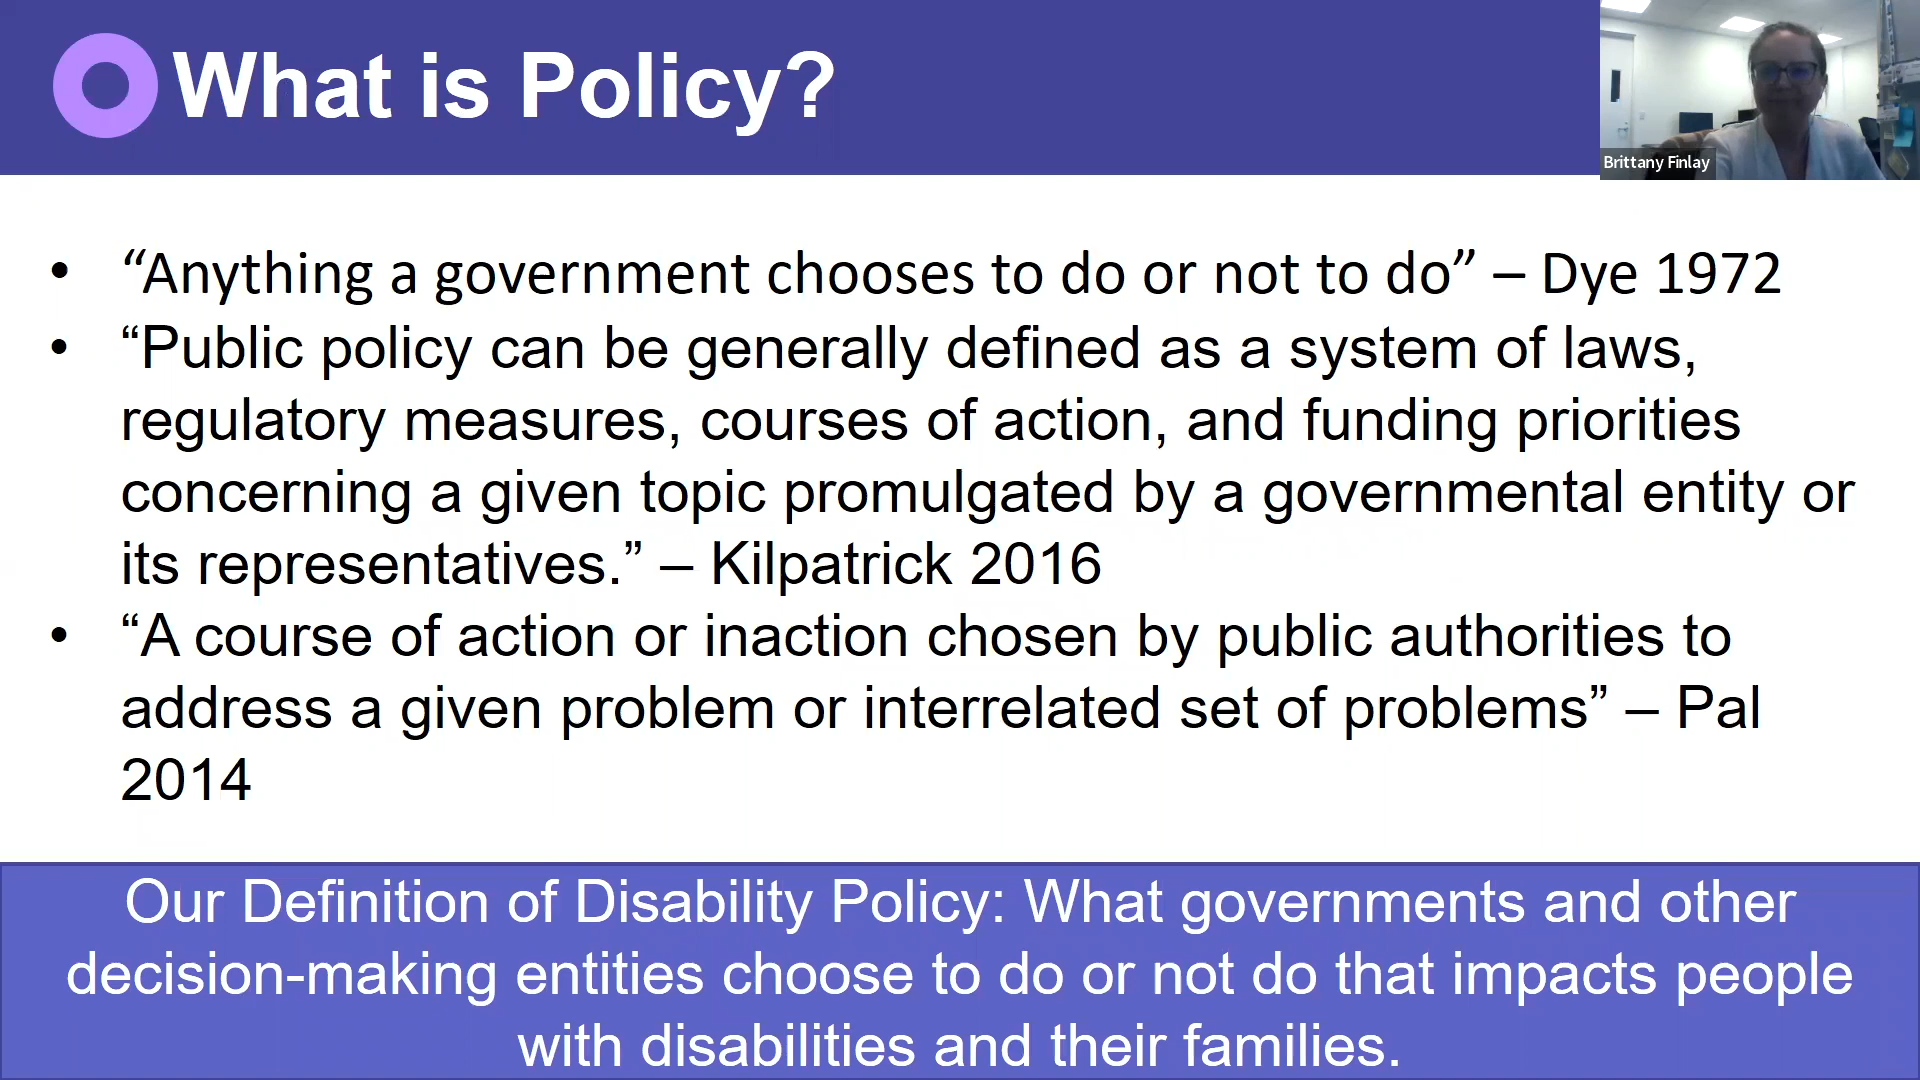 What is Policy?
Brittany Finlay
• “Anything a government chooses to do or not to do” – Dye 1972
• “Public policy can be generally defined as a system of laws,
regulatory measures, courses of action, and funding priorities
concerning a given topic promulgated by a governmental entity or
its representatives.” – Kilpatrick 2016
• “A course of action or inaction chosen by public authorities to
address a given problem or interrelated set of problems” – Pal
2014
Our Definition of Disability Policy: What governments and other
decision-making entities choose to do or not do that impacts people
with disabilities and their families.